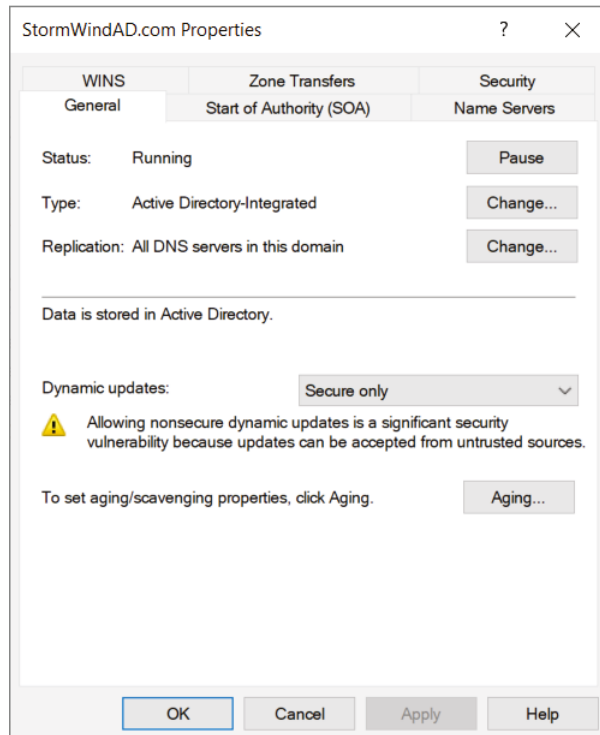 StormWindAD.com Properties
WINS Zone Transfers Security
General Start of Authority (SOA) Name Servers
Status: Running Pause
Type: Active Directory-Integrated Change...
Replication: All DNS servers in this domain Change...
Data is stored in Active Directory.
Dynamic updates: Secure only
Allowing nonsecure dynamic updates is a significant security
vulnerability because updates can be accepted from untrusted sources.
To set aging/scavenging properties, click Aging. Aging...
OK Cancel Apply Help